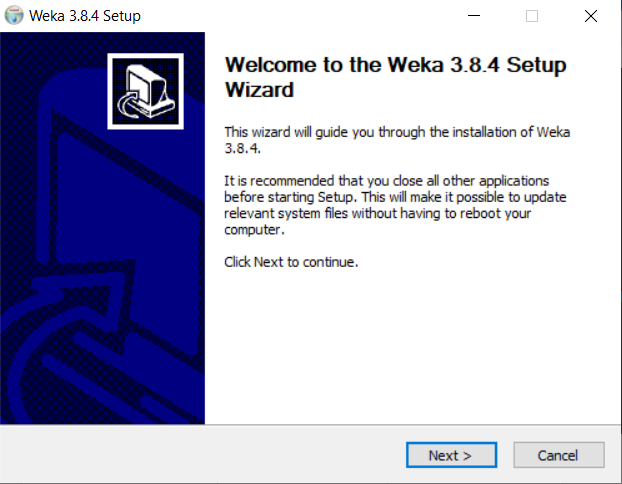 Weka 3.8.4 Setup
Welcome to the Weka 3.8.4 Setup
Wizard
This wizard will guide you through the installation of Weka
3.8.4.
It is recommended that you close all other applications
before starting Setup. This will make it possible to update
relevant system files without having to reboot your
computer.
Click Next to continue.
Next >
Cancel